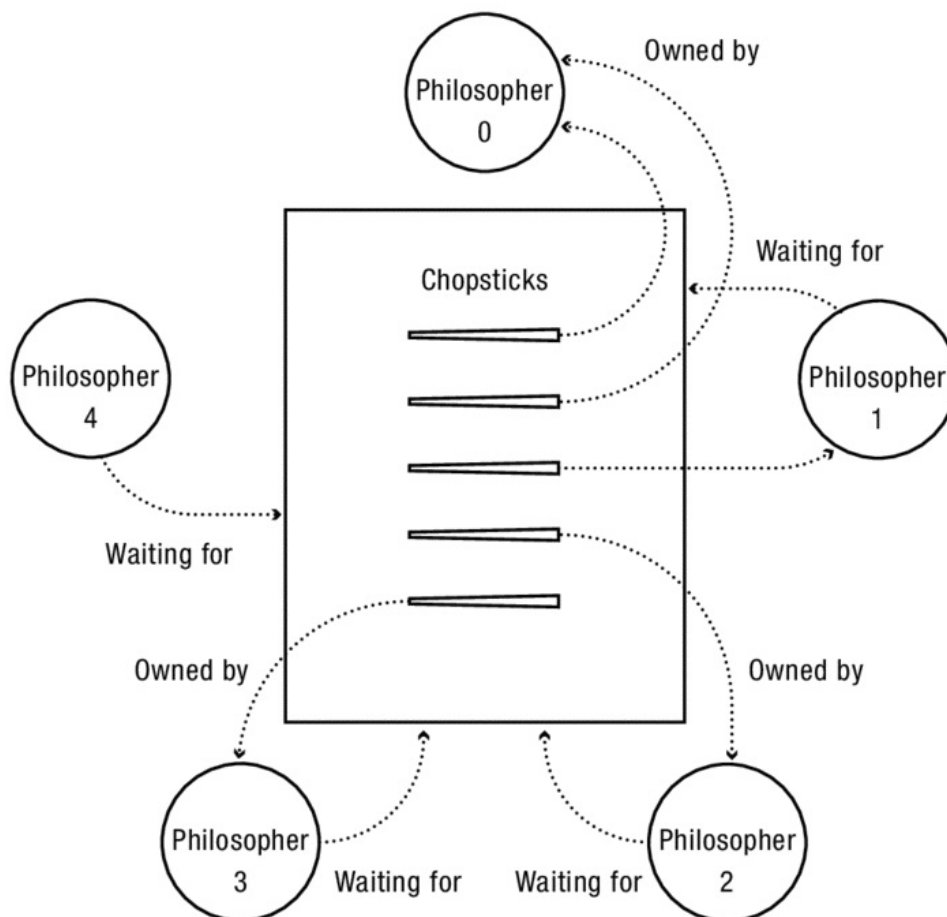 Owned by
Philosopher
0
Waiting for
Chopsticks
Philosopher
4
Philosopher
1
Waiting for
Owned by
Owned by
Philosopher
3
Waiting for
Waiting for
Philosopher
2